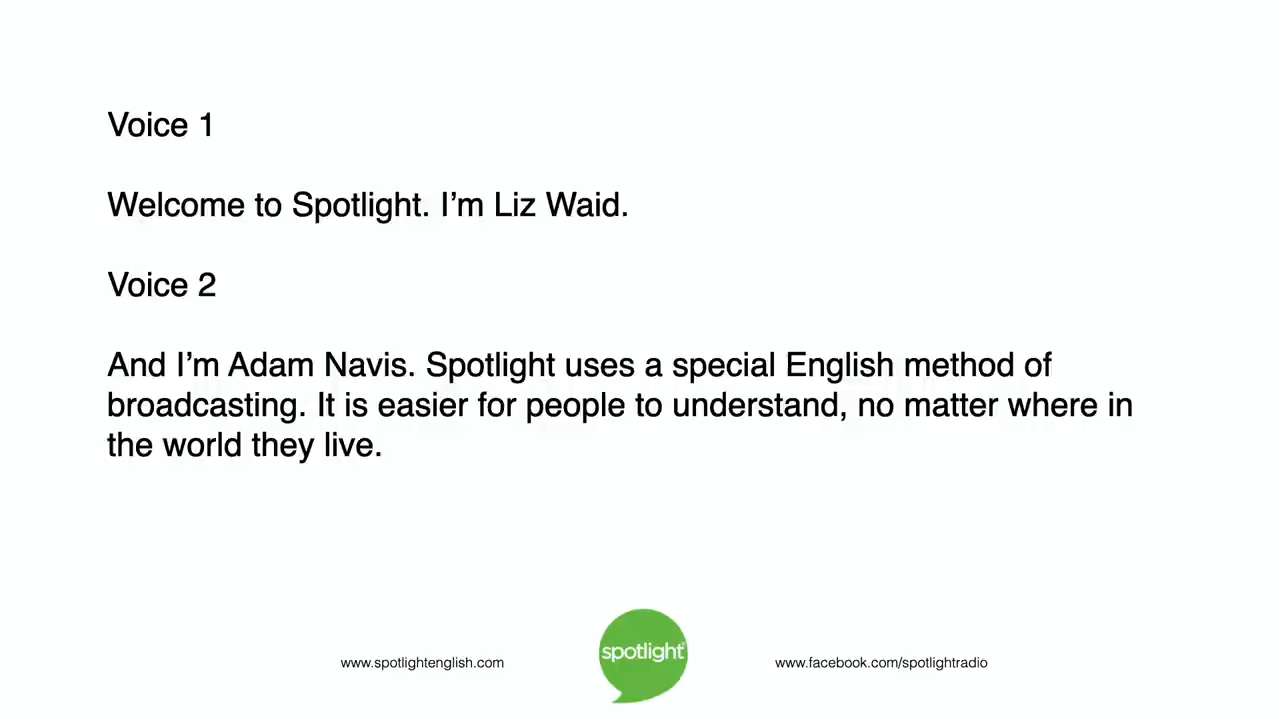 Voice 1
Welcome to Spotlight. I’m Liz Waid.
Voice 2
And I’m Adam Navis. Spotlight uses a special English method of
broadcasting. It is easier for people to understand, no matter where in
the world they live.
www.spotlightenglish.com
spotlight
www.facebook.com/spotlightradio